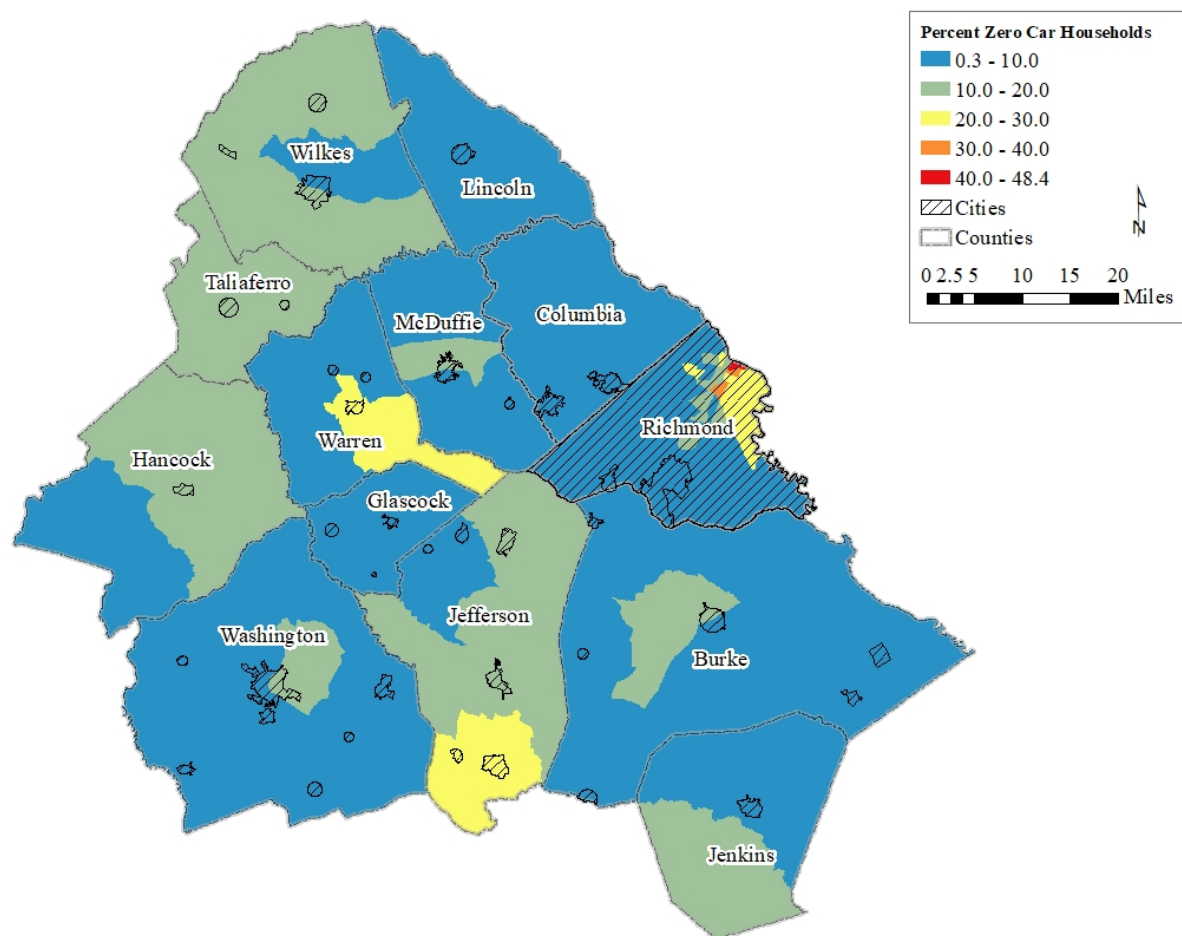 Percent Zero Car Households
0.3 - 10.0
10.0 - 20.0
20.0 - 30.0
30.0 - 40.0
40.0 - 48.4
Cities
Counties
N
0 2.5 5 10 15 20
Miles
Wilkes
Lincoln
Taliaferro
McDuffie
Columbia
Richmond
Warren
Hancock
Glascock
Jefferson
Washington
Burke
Jenkins